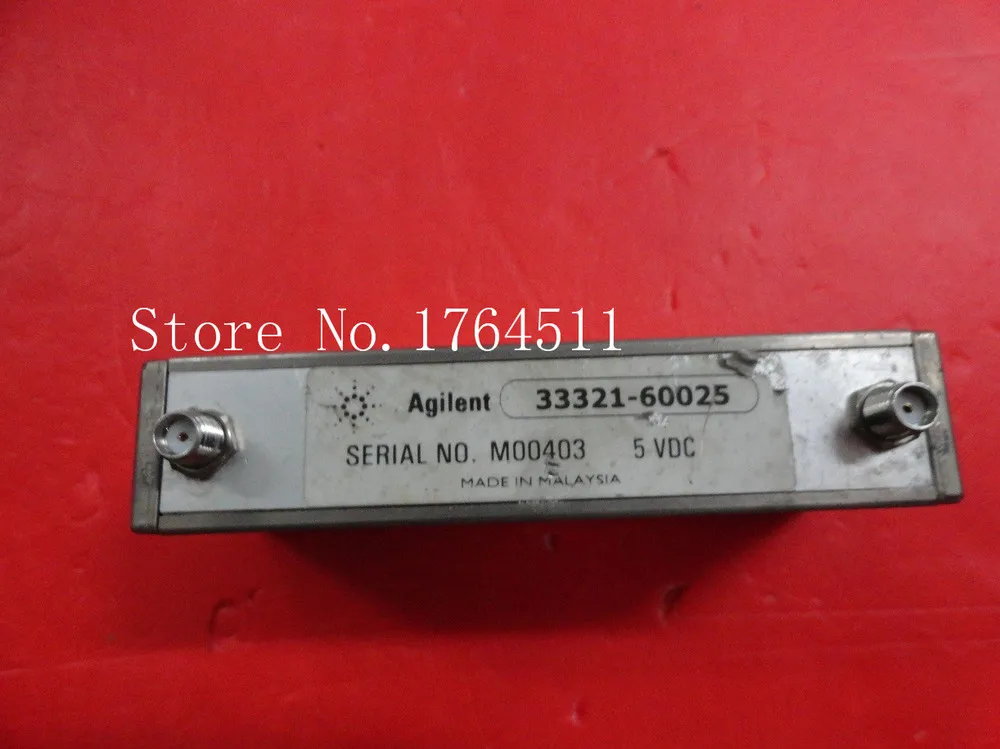 Store No.1764511
Agilent 33321-60025
SERIAL NO. M00403 5 VDC
MADE IN MALAYSIA